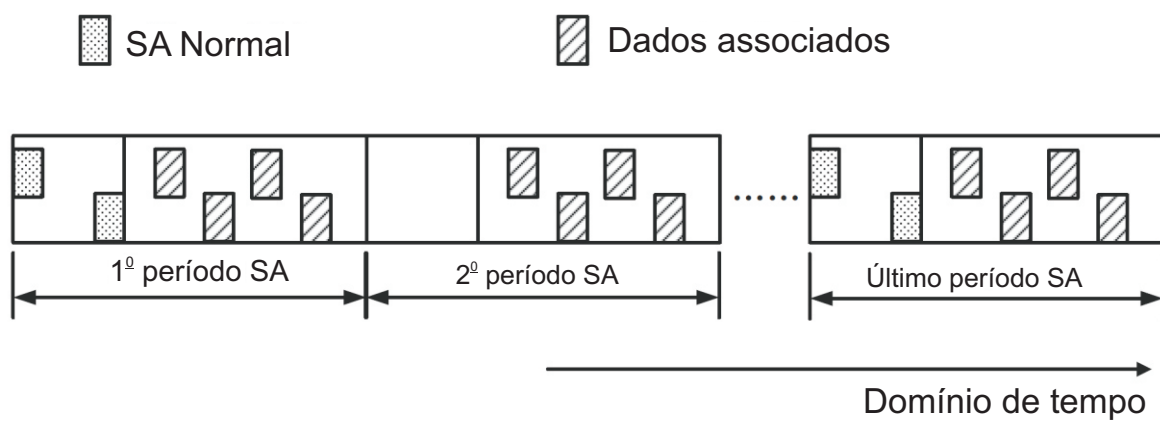 SA Normal
Dados associados
......
1º período SA
2º período SA
Último período SA
Domínio de tempo